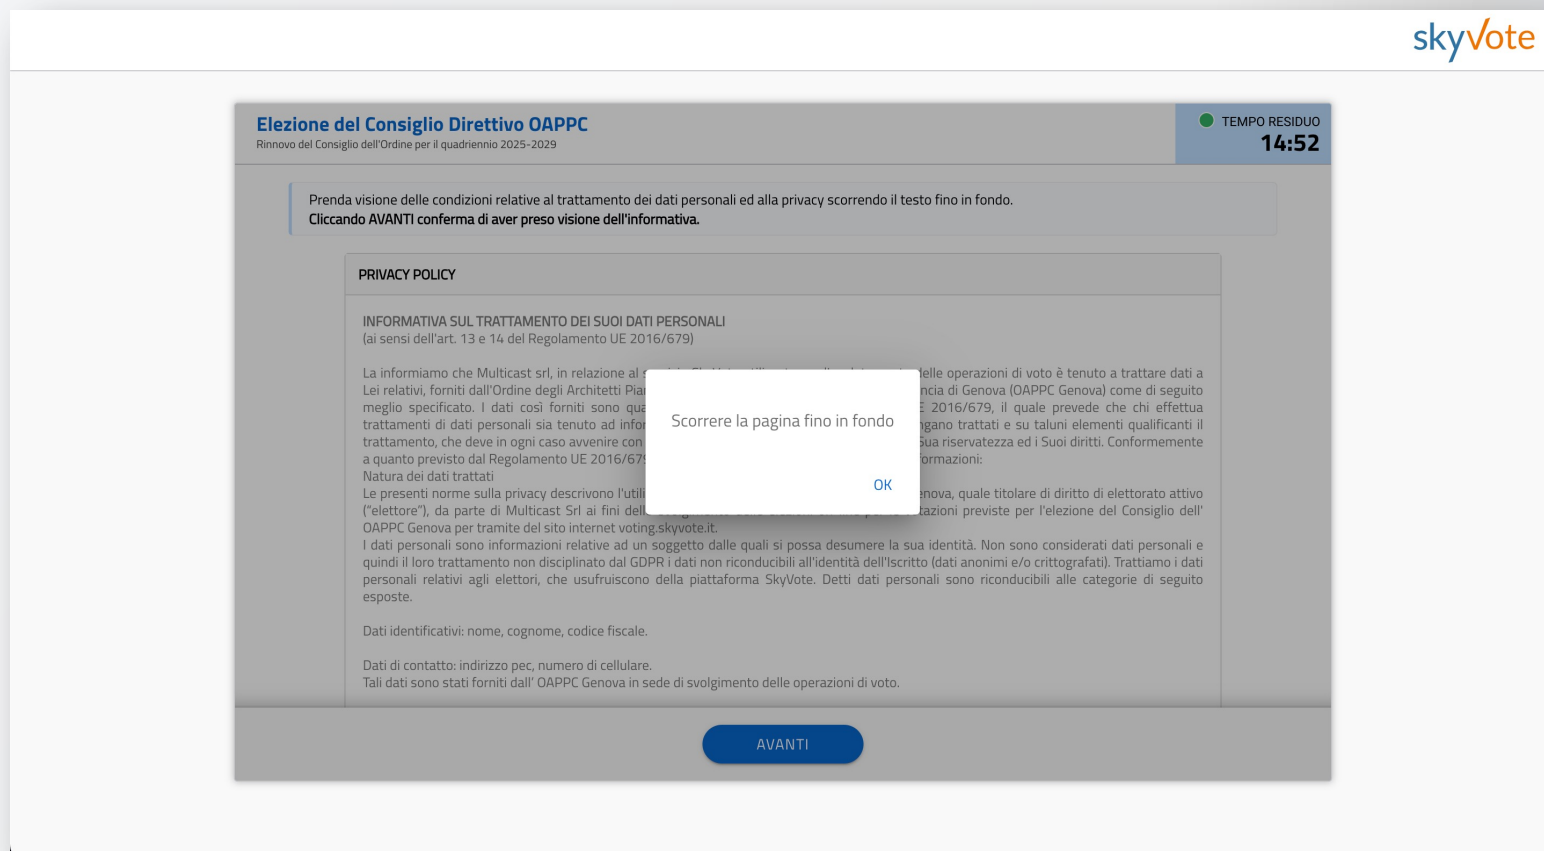 skyvote
Elezione del Consiglio Direttivo OAPPC
Rinnovo del Consiglio dell'Ordine per il quadriennio 2025-2029
TEMPO RESIDUO
14:52
Prenda visione delle condizioni relative al trattamento dei dati personali ed alla privacy scorrendo il testo fino in fondo.
Cliccando AVANTI conferma di aver preso visione dell'informativa.
PRIVACY POLICY
INFORMATIVA SUL TRATTAMENTO DEI SUOI DATI PERSONALI
(ai sensi dell'art. 13 e 14 del Regolamento UE 2016/679)
La informiamo che Multicast srl, in relazione al delle operazioni di voto è tenuto a trattare dati a
Lei relativi, forniti dall'Ordine degli Architetti di Genova (OAPPC Genova) come di seguito
meglio specificato. I dati così forniti sono 2016/679, il quale prevede che chi effettua
trattamenti di dati personali sia tenuto ad trattati e su taluni elementi qualificanti il
trattamento, che deve in ogni caso avvenire con Sua riservatezza ed i Suoi diritti. Conformemente
a quanto previsto dal Regolamento UE 2016/679
Natura dei dati trattati
Le presenti norme sulla privacy descrivono quale titolare di diritto di elettorato attivo
("elettore"), da parte di Multicast Srl ai fini previste per l'elezione del Consiglio dell'
OAPPC Genova per tramite del sito internet voting.skyvote.it.
I dati personali sono informazioni relative ad un soggetto dalle quali si possa desumere la sua identità. Non sono considerati dati personali e
quindi il loro trattamento non disciplinato dal GDPR i dati non riconducibili all'identità dell'Iscritto (dati anonimi e/o crittografati). Trattiamo i dati
personali relativi agli elettori, che usufruiscono della piattaforma SkyVote. Detti dati personali sono riconducibili alle categorie di seguito
esposte.
Dati identificativi: nome, cognome, codice fiscale.
Dati di contatto: indirizzo pec, numero di cellulare.
Tali dati sono stati forniti dall' OAPPC Genova in sede di svolgimento delle operazioni di voto.
Scorrere la pagina fino in fondo
OK
AVANTI